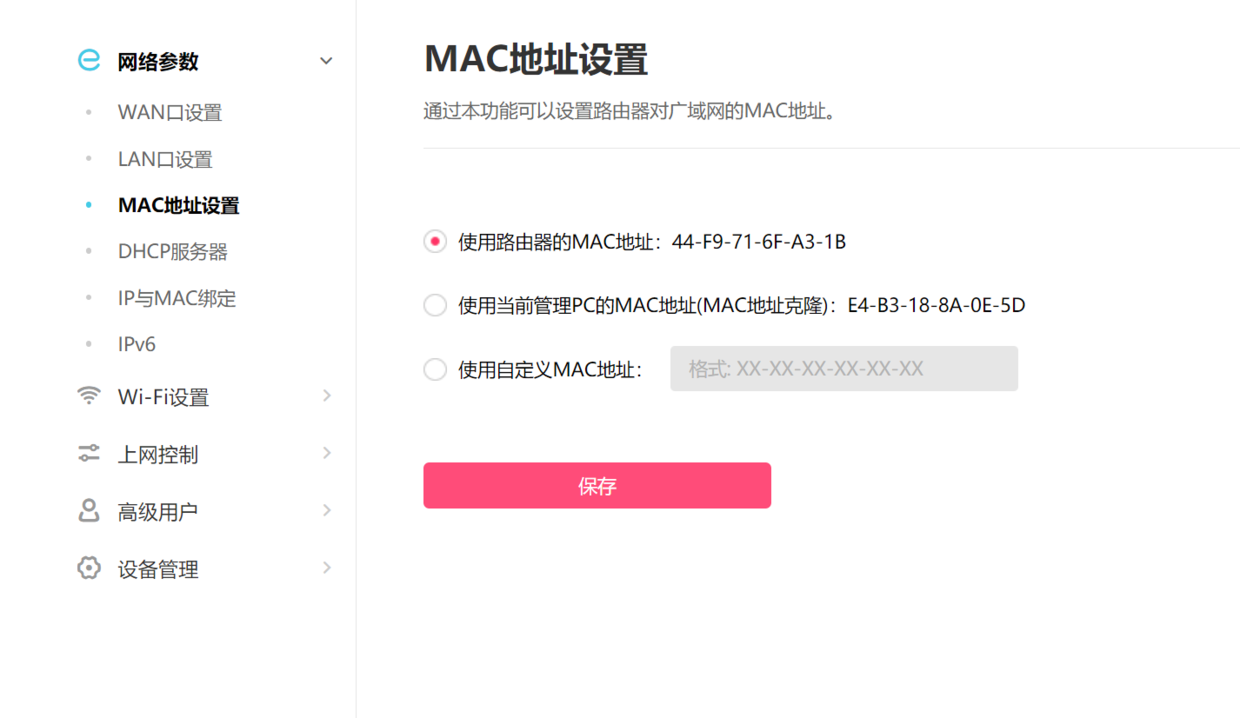 网络参数
WAN口设置
LAN口设置
MAC地址设置
DHCP服务器
IP与MAC绑定
IPv6
Wi-Fi设置
上网控制
高级用户
设备管理
MAC地址设置
通过本功能可以设置路由器对广域网的MAC地址。
使用路由器的MAC地址：44-F9-71-6F-A3-1B
使用当前管理PC的MAC地址(MAC地址克隆)：E4-B3-18-8A-0E-5D
使用自定义MAC地址： 格式: XX-XX-XX-XX-XX-XX
保存